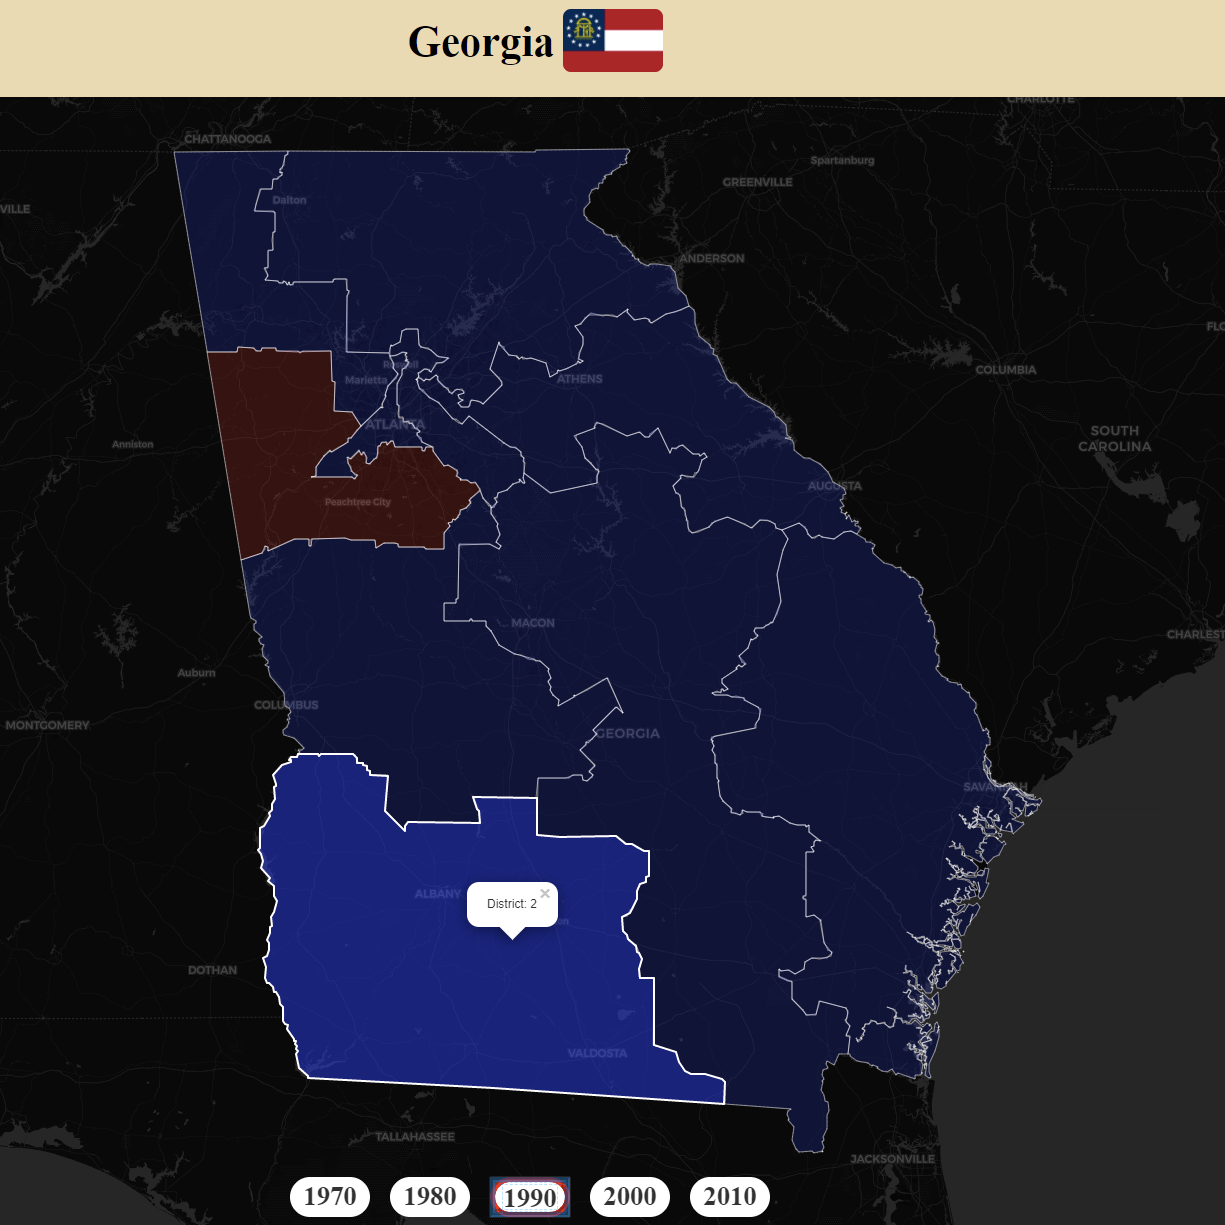 Georgia
CHARLOTTE
CHATTANOOGA
Spartanburg
GREENVILLE
Dalton
VILLE
ANDERSON
FLO
Marietta
COLUMBIA
ATHENS
ATLANTA
Anniston
SOUTH
CAROLINA
AUGUSTA
Peachtree City
MACON
CHARLEST
Auburn
COLUMBUS
MONTGOMERY
GEORGIA
SAVANNAH
ALBANY
District: 2
×
on
DOTHAN
VALDOSTA
TALLAHASSEE
JACKSONVILLE
1970
1980
1990
2000
2010